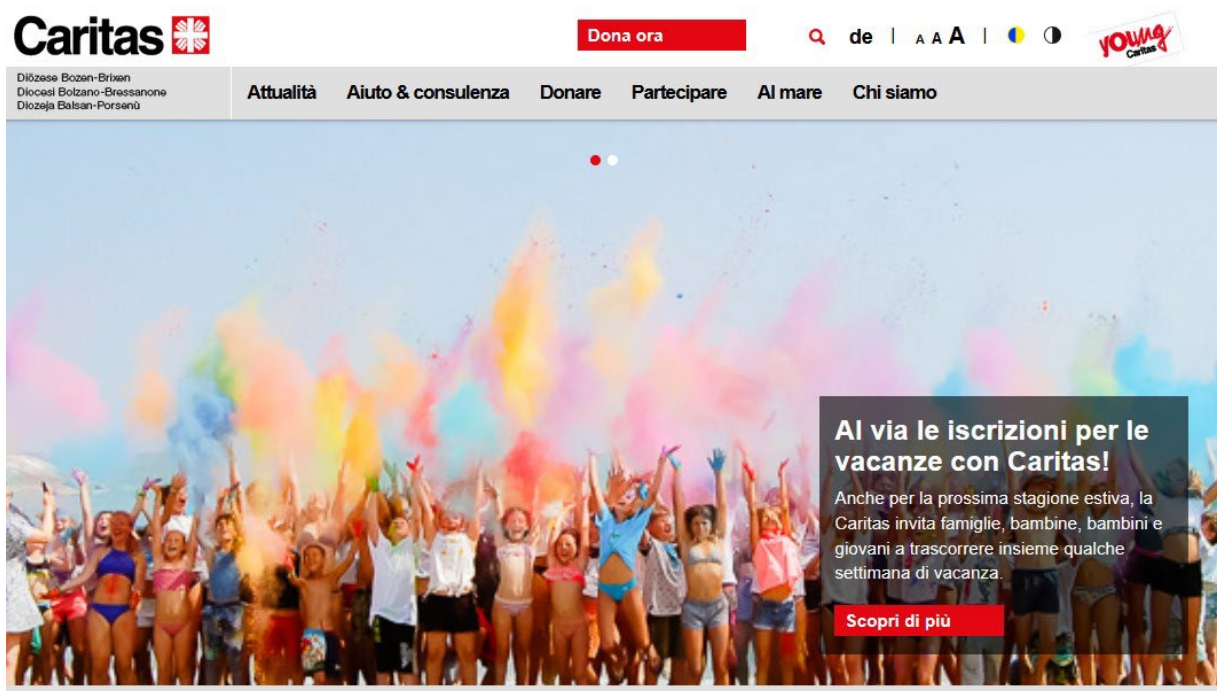 Caritas
Dona ora
de | A A A |
young
Caritas
Diözese Bozen-Brixen
Diocesi Bolzano-Bressanone
Diozeja Balsan-Porsenù
Attualità Aiuto & consulenza Donare Partecipare Al mare Chi siamo
Al via le iscrizioni per le
vacanze con Caritas!
Anche per la prossima stagione estiva, la
Caritas invita famiglie, bambine, bambini e
giovani a trascorrere insieme qualche
settimana di vacanza.
Scopri di più